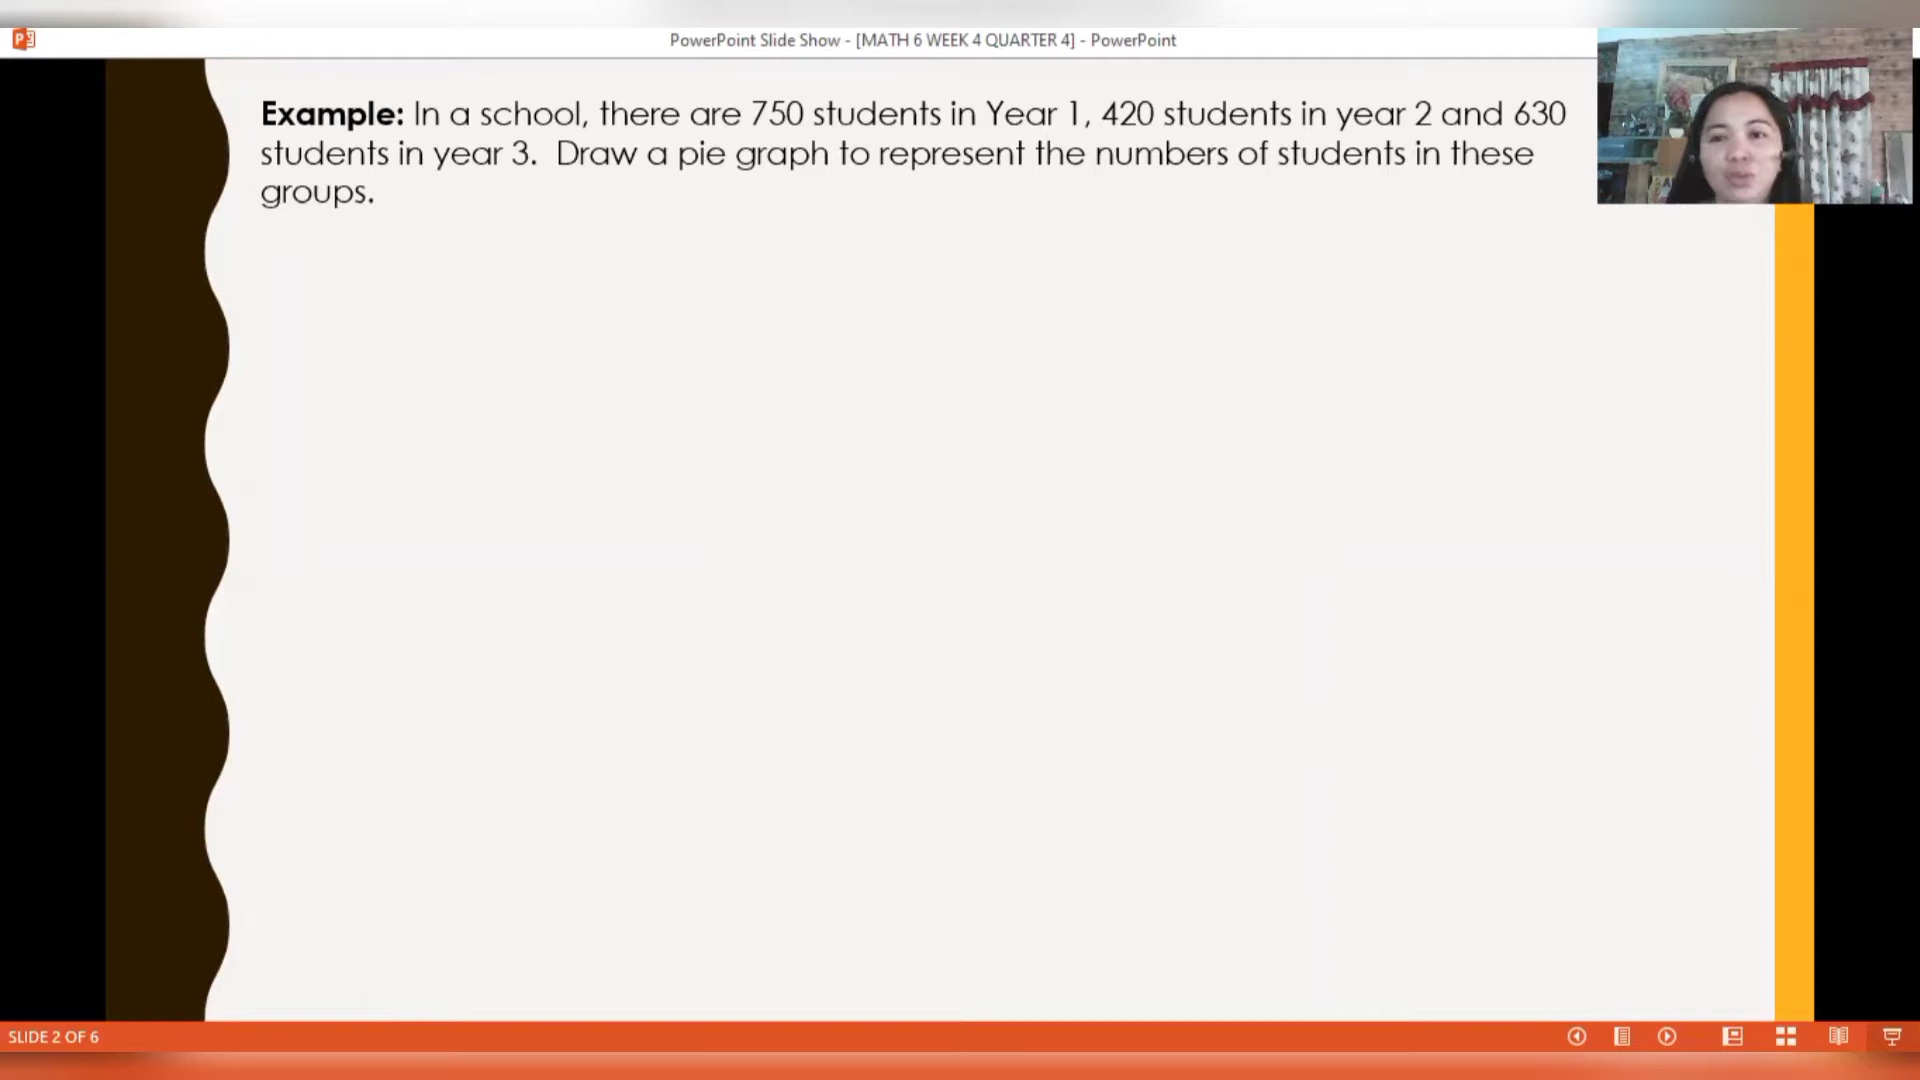 PowerPoint Slide Show - [MATH 6 WEEK 4 QUARTER 4] - PowerPoint
Example: In a school, there are 750 students in Year 1, 420 students in year 2 and 630
students in year 3.  Draw a pie graph to represent the numbers of students in these
groups.
SLIDE 2 OF 6